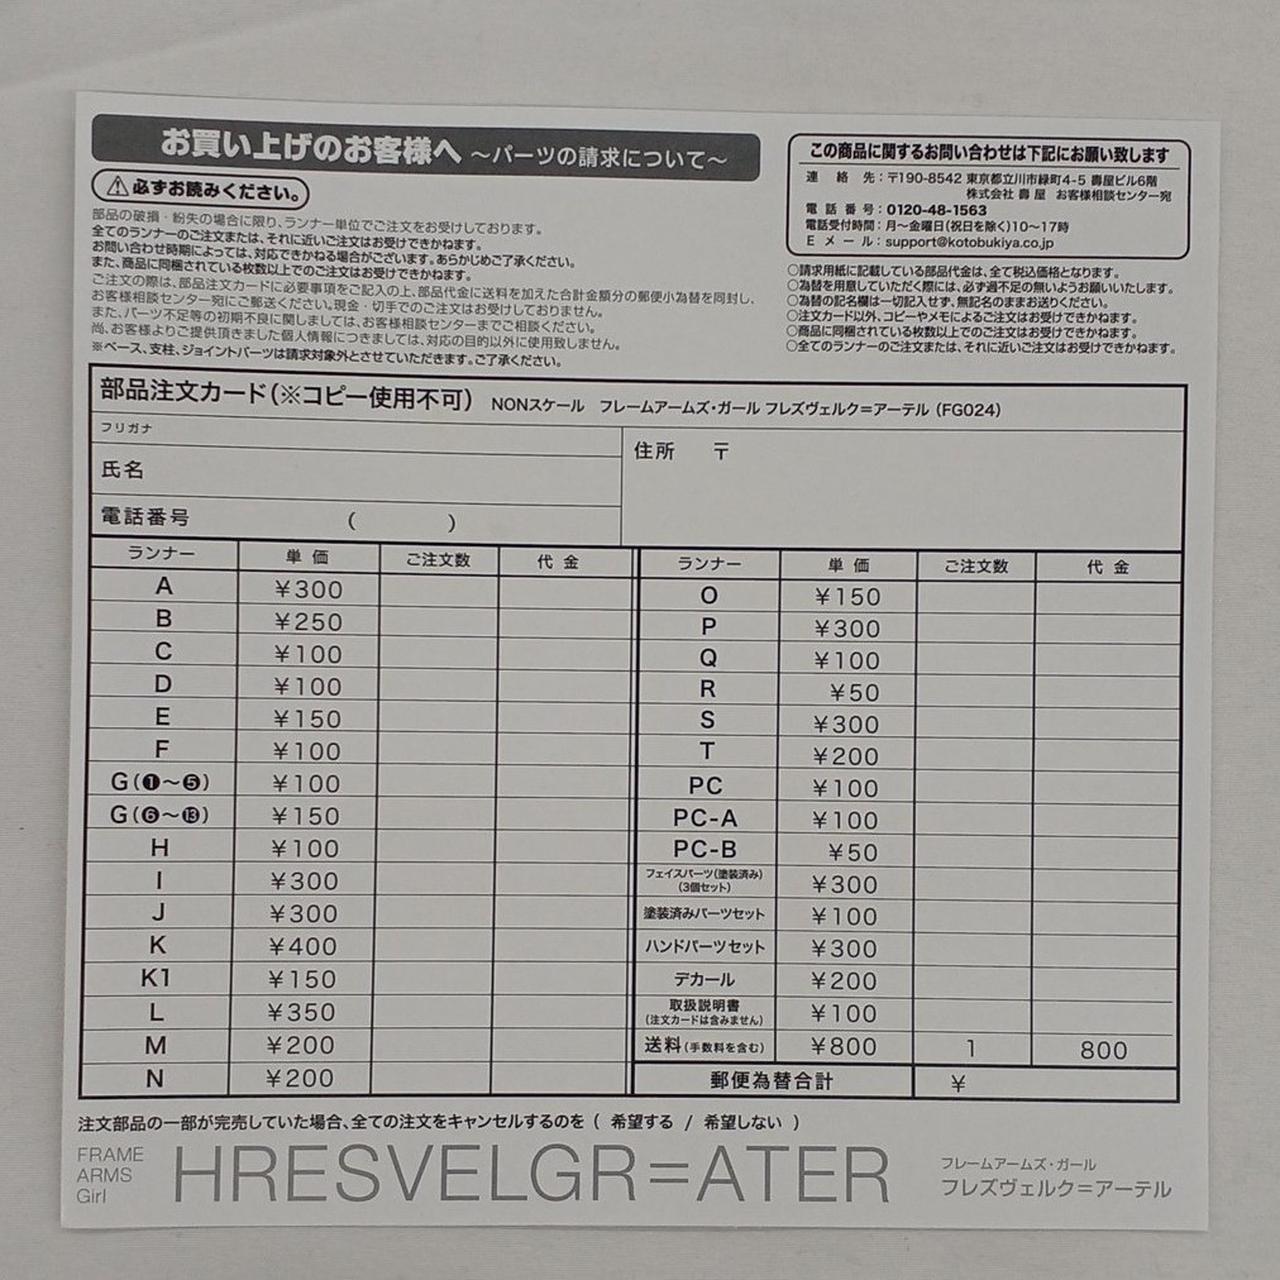 お買い上げのお客様へ ～パーツの請求について～
⚠必ずお読みください。
部品の破損・紛失の場合に限り、ランナー単位でご注文をお受けしております。
全てのランナーのご注文または、それに近いご注文はお受けできかねます。
お問い合わせ時期によっては、対応できかねる場合がございます。あらかじめご了承ください。
また、商品に同梱されている枚数以上でのご注文はお受けできかねます。
ご注文の際は、部品注文カードに必要事項をご記入の上、部品代金に送料を加えた合計金額分の郵便小為替を同封し、
お客様相談センター宛にご郵送ください。現金・切手でのご注文はお受けしておりません。
また、パーツ不足等の初期不良に関しましては、お客様相談センターまでご相談ください。
尚、お客様よりご提供頂きました個人情報につきましては、対応の目的以外に使用致しません。
※ベース、支柱、ジョイントパーツは請求対象外とさせていただきます。ご了承ください。
この商品に関するお問い合わせは下記にお願い致します
連絡先：〒190-8542 東京都立川市緑町4-5 壽屋ビル6階
株式会社 壽屋 お客様相談センター宛
電話番号：0120-48-1563
電話受付時間：月～金曜日(祝日を除く)10～17時
Eメール：support@kotobukiya.co.jp
○請求用紙に記載している部品代金は、全て税込価格となります。
○為替を用意していただく際には、必ず過不足の無いようお願いいたします。
○為替の記名欄は一切記入せず、無記名のままお送りください。
○注文カード以外、コピーやメモによるご注文はお受けできかねます。
○商品に同梱されている枚数以上でのご注文はお受けできかねます。
○全てのランナーのご注文または、それに近いご注文はお受けできかねます。
部品注文カード(※コピー使用不可) NONスケール フレームアームズ・ガール フレズヴェルク＝アーテル (FG024)
フリガナ
氏名
電話番号 ( )
住所 〒
ランナー 単価 ご注文数 代金
A ¥300
B ¥250
C ¥100
D ¥100
E ¥150
F ¥100
G(❶～❺) ¥100
G(❻～⓭) ¥150
H ¥100
I ¥300
J ¥300
K ¥400
K1 ¥150
L ¥350
M ¥200
N ¥200
ランナー 単価 ご注文数 代金
O ¥150
P ¥300
Q ¥100
R ¥50
S ¥300
T ¥200
PC ¥100
PC-A ¥100
PC-B ¥50
フェイスパーツ(塗装済み)
(3個セット) ¥300
塗装済みパーツセット ¥100
ハンドパーツセット ¥300
デカール ¥200
取扱説明書
(注文カードは含みません) ¥100
送料(手数料を含む) ¥800 1 800
郵便為替合計 ¥
注文部品の一部が完売していた場合、全ての注文をキャンセルするのを ( 希望する / 希望しない )
FRAME
ARMS
Girl
HRESVELGR=ATER
フレームアームズ・ガール
フレズヴェルク＝アーテル